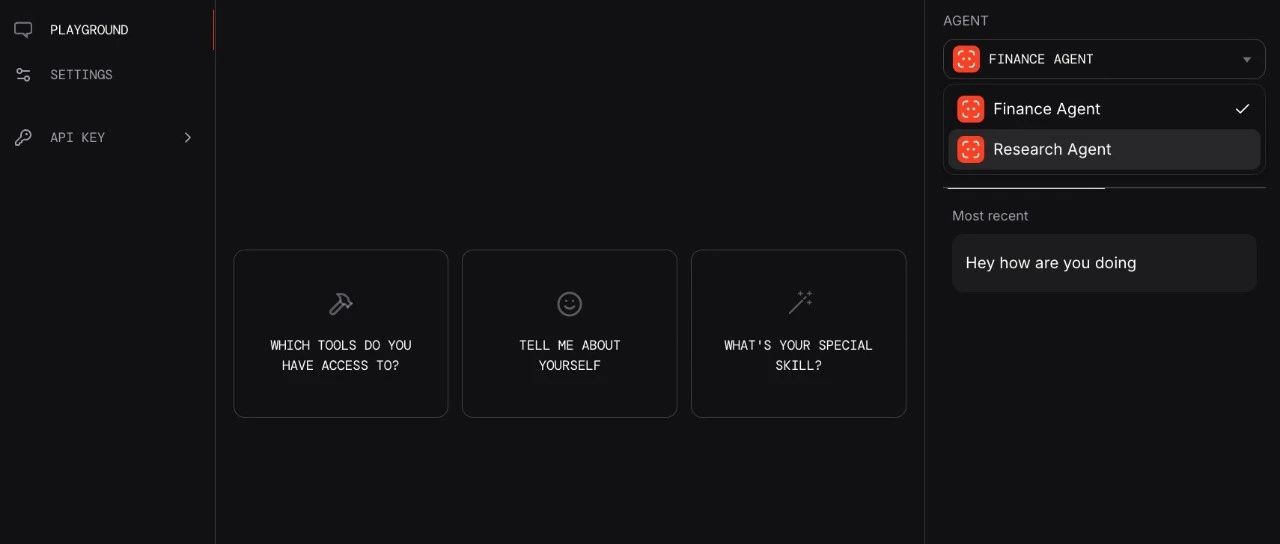 PLAYGROUND
SETTINGS
API KEY
WHICH TOOLS DO YOU
HAVE ACCESS TO?
TELL ME ABOUT
YOURSELF
WHAT'S YOUR SPECIAL
SKILL?
AGENT
FINANCE AGENT
Finance Agent
Research Agent
Most recent
Hey how are you doing